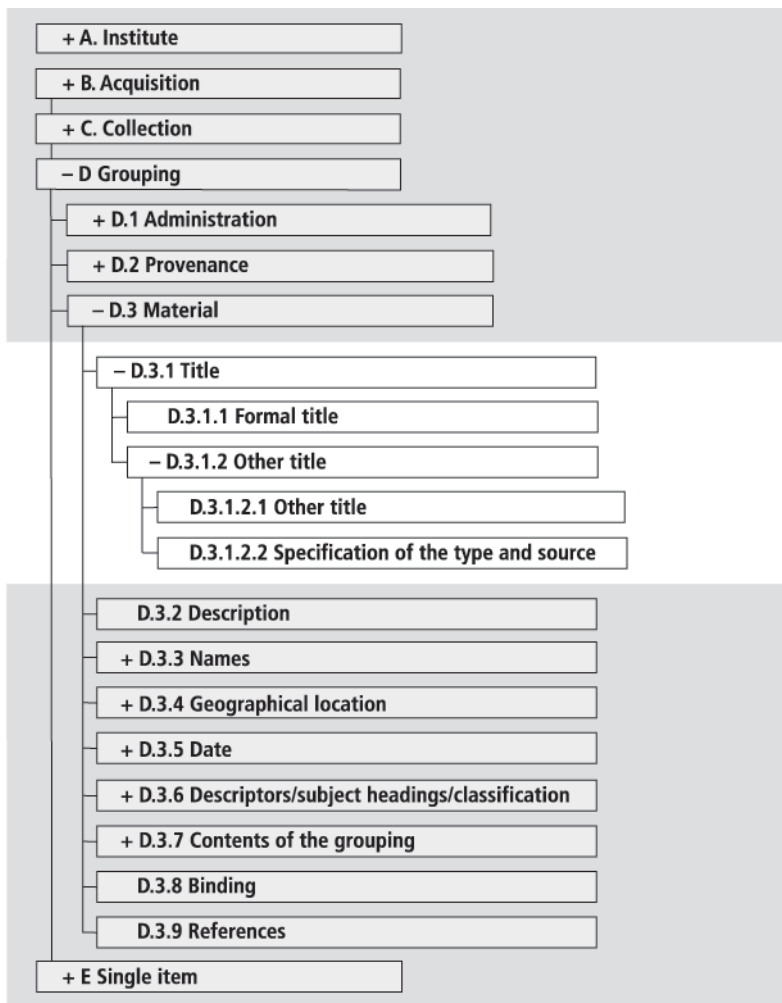 + A. Institute
+ B. Acquisition
+ C. Collection
– D Grouping
+ D.1 Administration
+ D.2 Provenance
– D.3 Material
– D.3.1 Title
D.3.1.1 Formal title
– D.3.1.2 Other title
D.3.1.2.1 Other title
D.3.1.2.2 Specification of the type and source
D.3.2 Description
+ D.3.3 Names
+ D.3.4 Geographical location
+ D.3.5 Date
+ D.3.6 Descriptors/subject headings/classification
+ D.3.7 Contents of the grouping
D.3.8 Binding
D.3.9 References
+ E Single item